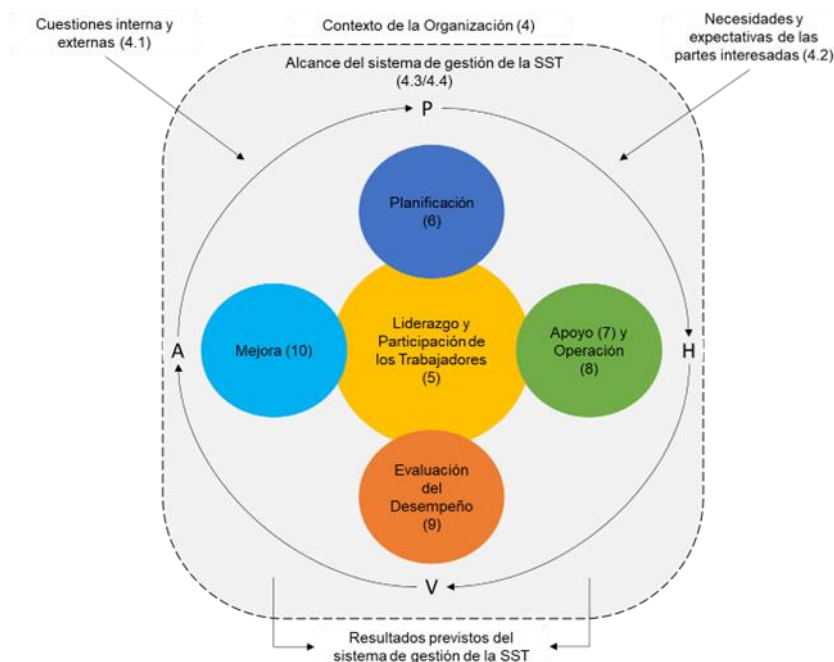 Cuestiones interna y
externas (4.1)
Contexto de la Organización (4)
Necesidades y
expectativas de las
partes interesadas (4.2)
Alcance del sistema de gestión de la SST
(4.3/4.4)
P
Planificación
(6)
A
Mejora (10)
Liderazgo y
Participación de
los Trabajadores
(5)
Apoyo (7) y
Operación
(8)
H
Evaluación
del
Desempeño
(9)
V
Resultados previstos del
sistema de gestión de la SST